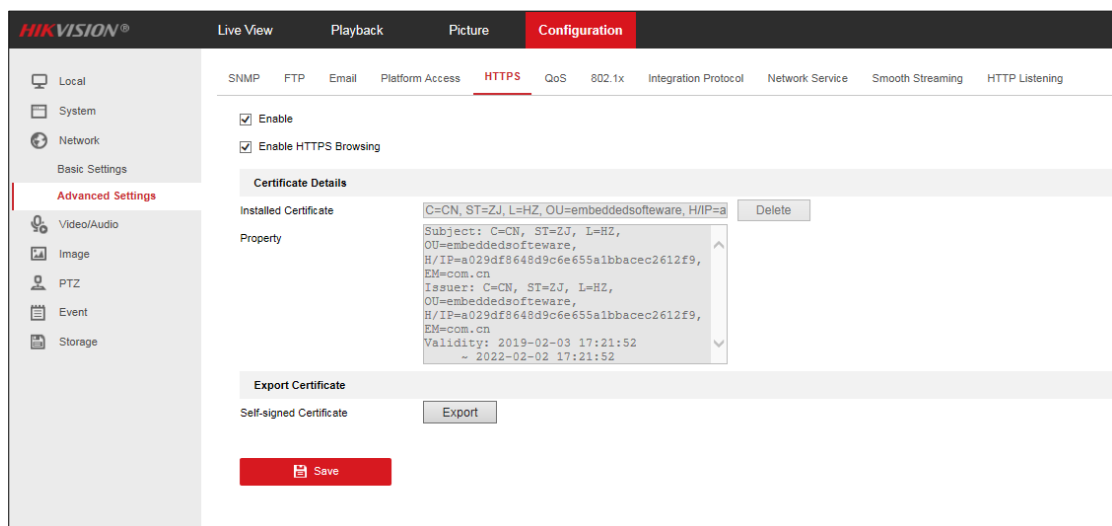 HIKVISION®
Live View Playback Picture Configuration
Local
System
Network
Basic Settings
Advanced Settings
Video/Audio
Image
PTZ
Event
Storage
SNMP FTP Email Platform Access HTTPS QoS 802.1x Integration Protocol Network Service Smooth Streaming HTTP Listening
Enable
Enable HTTPS Browsing
Certificate Details
Installed Certificate C=CN, ST=ZJ, L=HZ, OU=embeddedsofteware, H/IP=a Delete
Property
Subject: C=CN, ST=ZJ, L=HZ,
OU=embeddedsofteware,
H/IP=a029df8648d9c6e655a1bbacec2612f9,
EM=com.cn
Issuer: C=CN, ST=ZJ, L=HZ,
OU=embeddedsofteware,
H/IP=a029df8648d9c6e655a1bbacec2612f9,
EM=com.cn
Validity: 2019-02-03 17:21:52
~ 2022-02-02 17:21:52
Export Certificate
Self-signed Certificate Export
Save